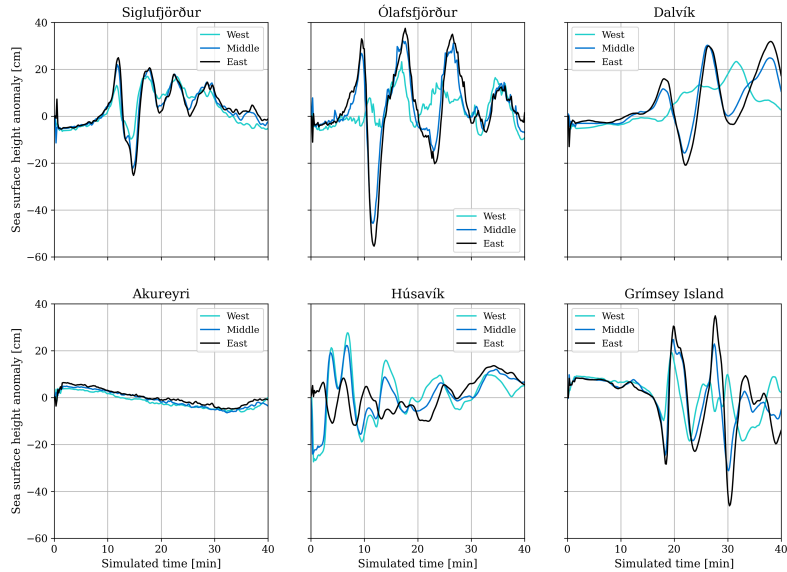 Siglufjörður
Ólafsfjörður
Dalvík
Sea surface height anomaly [cm]
40
20
0
−20
−40
−60
West
Middle
East
West
Middle
East
West
Middle
East
Akureyri
Húsavík
Grímsey Island
Sea surface height anomaly [cm]
40
20
0
−20
−40
−60
West
Middle
East
West
Middle
East
West
Middle
East
0 10 20 30 40
0 10 20 30 40
0 10 20 30 40
Simulated time [min]
Simulated time [min]
Simulated time [min]